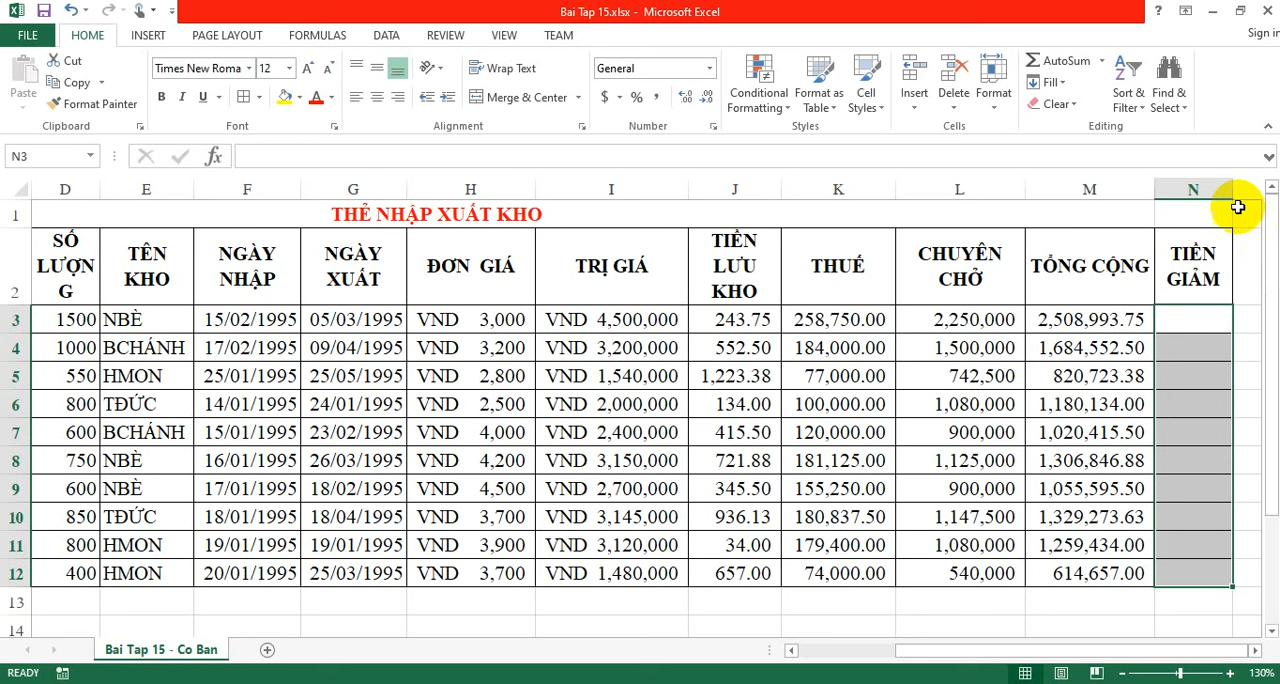 Bai Tap 15.xlsx - Microsoft Excel
?
FILE HOME INSERT PAGE LAYOUT FORMULAS DATA REVIEW VIEW TEAM
Sign in
Paste
Cut
Copy
Format Painter
Clipboard
Times New Roma 12
B I U
Font
Wrap Text
Merge & Center
Alignment
General
$ % ,
Number
Conditional Formatting
Format as Table
Cell Styles
Styles
Insert Delete Format
Cells
AutoSum
Fill
Clear
Sort & Filter
Find & Select
Editing
N3 fx
D E F G H I J K L M N
1 THẺ NHẬP XUẤT KHO
2 SỐ LƯỢNG TÊN KHO NGÀY NHẬP NGÀY XUẤT ĐƠN GIÁ TRỊ GIÁ TIỀN LƯU KHO THUẾ CHUYÊN CHỞ TỔNG CỘNG TIỀN GIẢM
3 1500 NBÈ 15/02/1995 05/03/1995 VND 3,000 VND 4,500,000 243.75 258,750.00 2,250,000 2,508,993.75
4 1000 BCHÁNH 17/02/1995 09/04/1995 VND 3,200 VND 3,200,000 552.50 184,000.00 1,500,000 1,684,552.50
5 550 HMON 25/01/1995 25/05/1995 VND 2,800 VND 1,540,000 1,223.38 77,000.00 742,500 820,723.38
6 800 TĐỨC 14/01/1995 24/01/1995 VND 2,500 VND 2,000,000 134.00 100,000.00 1,080,000 1,180,134.00
7 600 BCHÁNH 15/01/1995 23/02/1995 VND 4,000 VND 2,400,000 415.50 120,000.00 900,000 1,020,415.50
8 750 NBÈ 16/01/1995 26/03/1995 VND 4,200 VND 3,150,000 721.88 181,125.00 1,125,000 1,306,846.88
9 600 NBÈ 17/01/1995 18/02/1995 VND 4,500 VND 2,700,000 345.50 155,250.00 900,000 1,055,595.50
10 850 TĐỨC 18/01/1995 18/04/1995 VND 3,700 VND 3,145,000 936.13 180,837.50 1,147,500 1,329,273.63
11 800 HMON 19/01/1995 19/01/1995 VND 3,900 VND 3,120,000 34.00 179,400.00 1,080,000 1,259,434.00
12 400 HMON 20/01/1995 25/03/1995 VND 3,700 VND 1,480,000 657.00 74,000.00 540,000 614,657.00
13
14
Bai Tap 15 - Co Ban
READY
130%